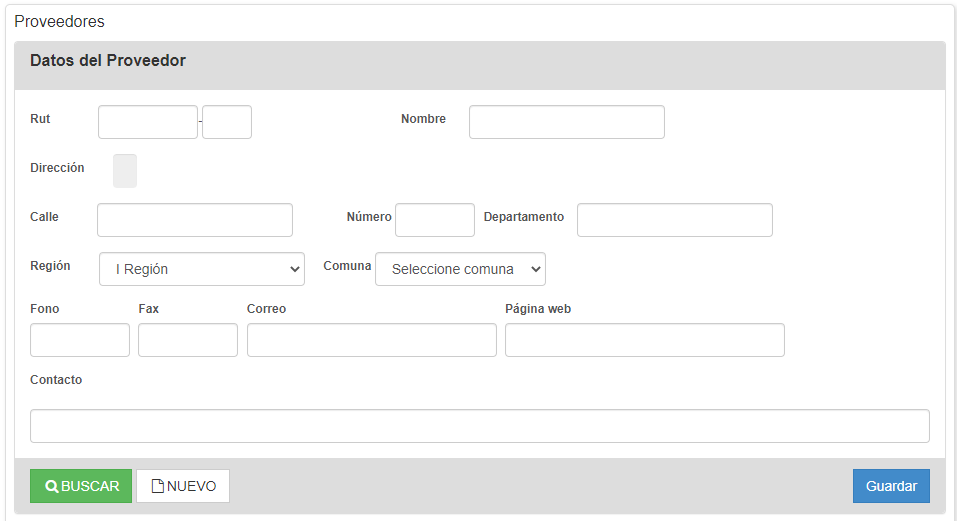 Proveedores
Datos del Proveedor
Rut - Nombre
Dirección
Calle Número Departamento
Región I Región Comuna Seleccione comuna
Fono Fax Correo Página web
Contacto
BUSCAR NUEVO Guardar